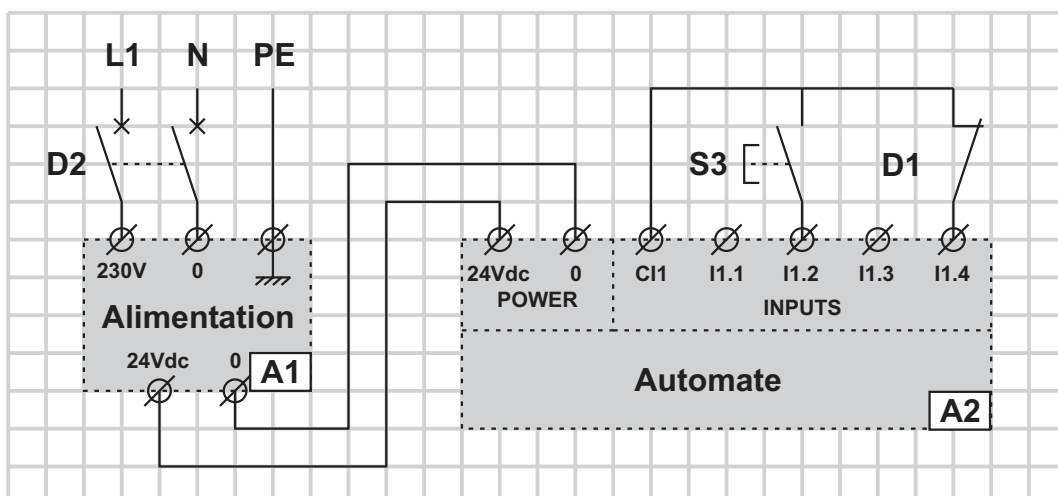 L1 N PE
D2
S3
D1
230V 0
24Vdc 0 CI1 I1.1 I1.2 I1.3 I1.4
POWER
INPUTS
Alimentation
24Vdc 0
A1
Automate
A2